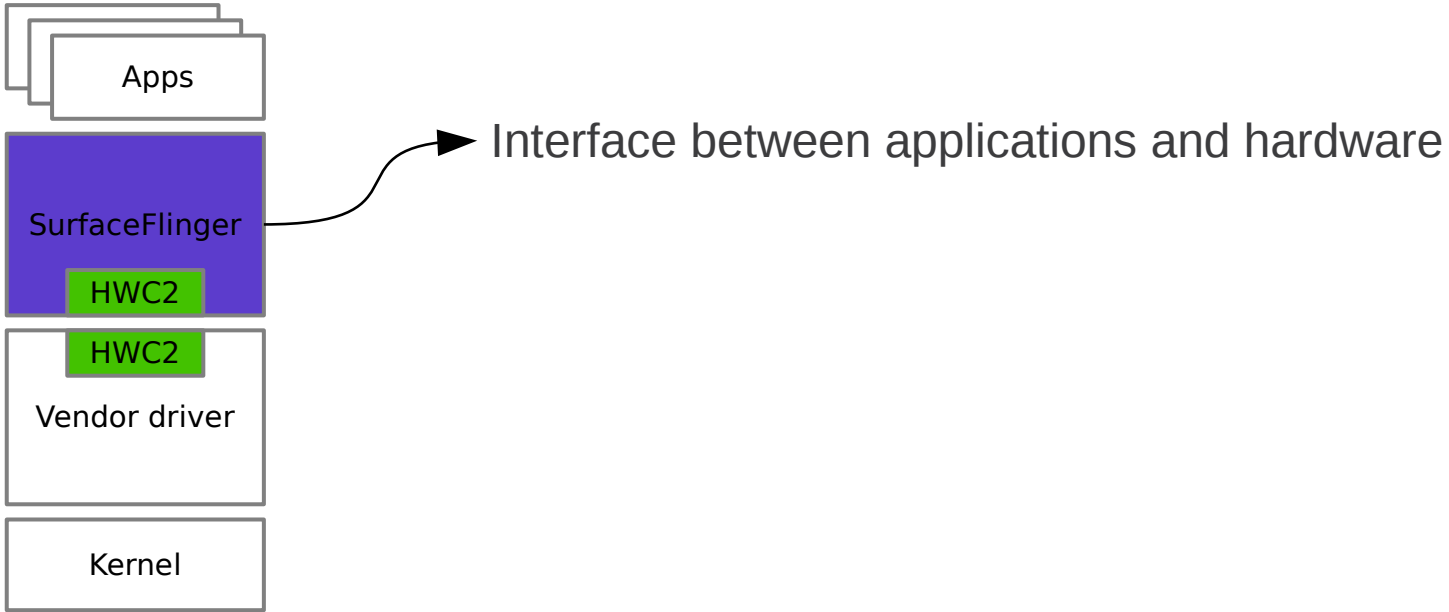 Apps
Interface between applications and hardware
SurfaceFlinger
HWC2
HWC2
Vendor driver
Kernel